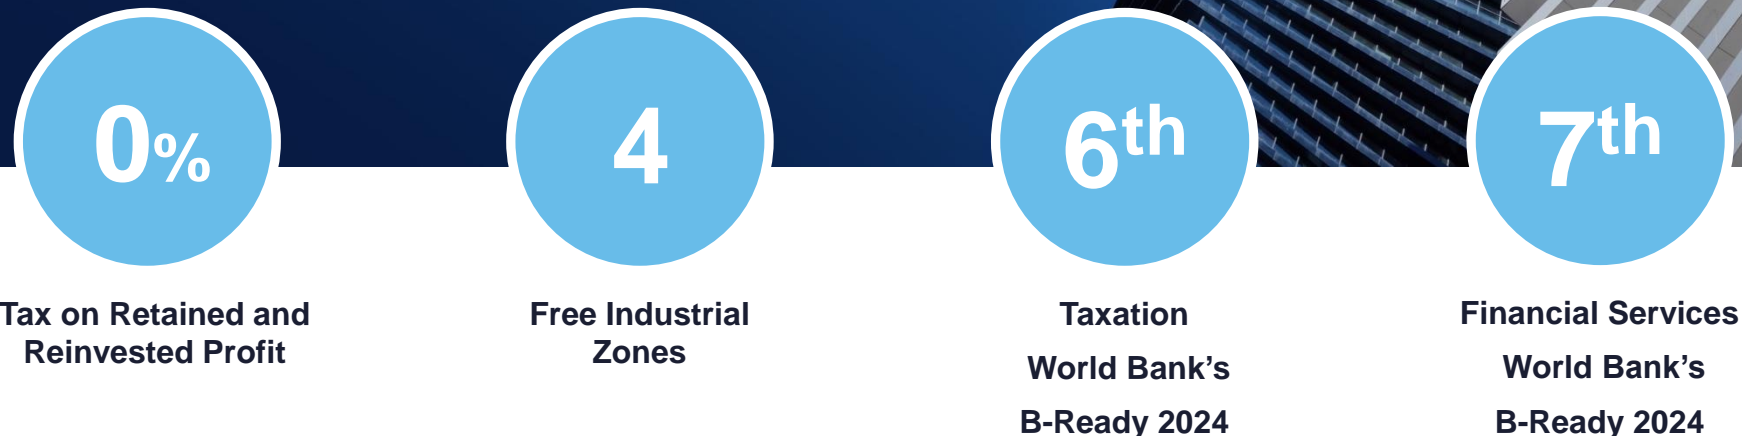 0%
Tax on Retained and
Reinvested Profit
4
Free Industrial
Zones
6th
Taxation
World Bank’s
B-Ready 2024
7th
Financial Services
World Bank’s
B-Ready 2024